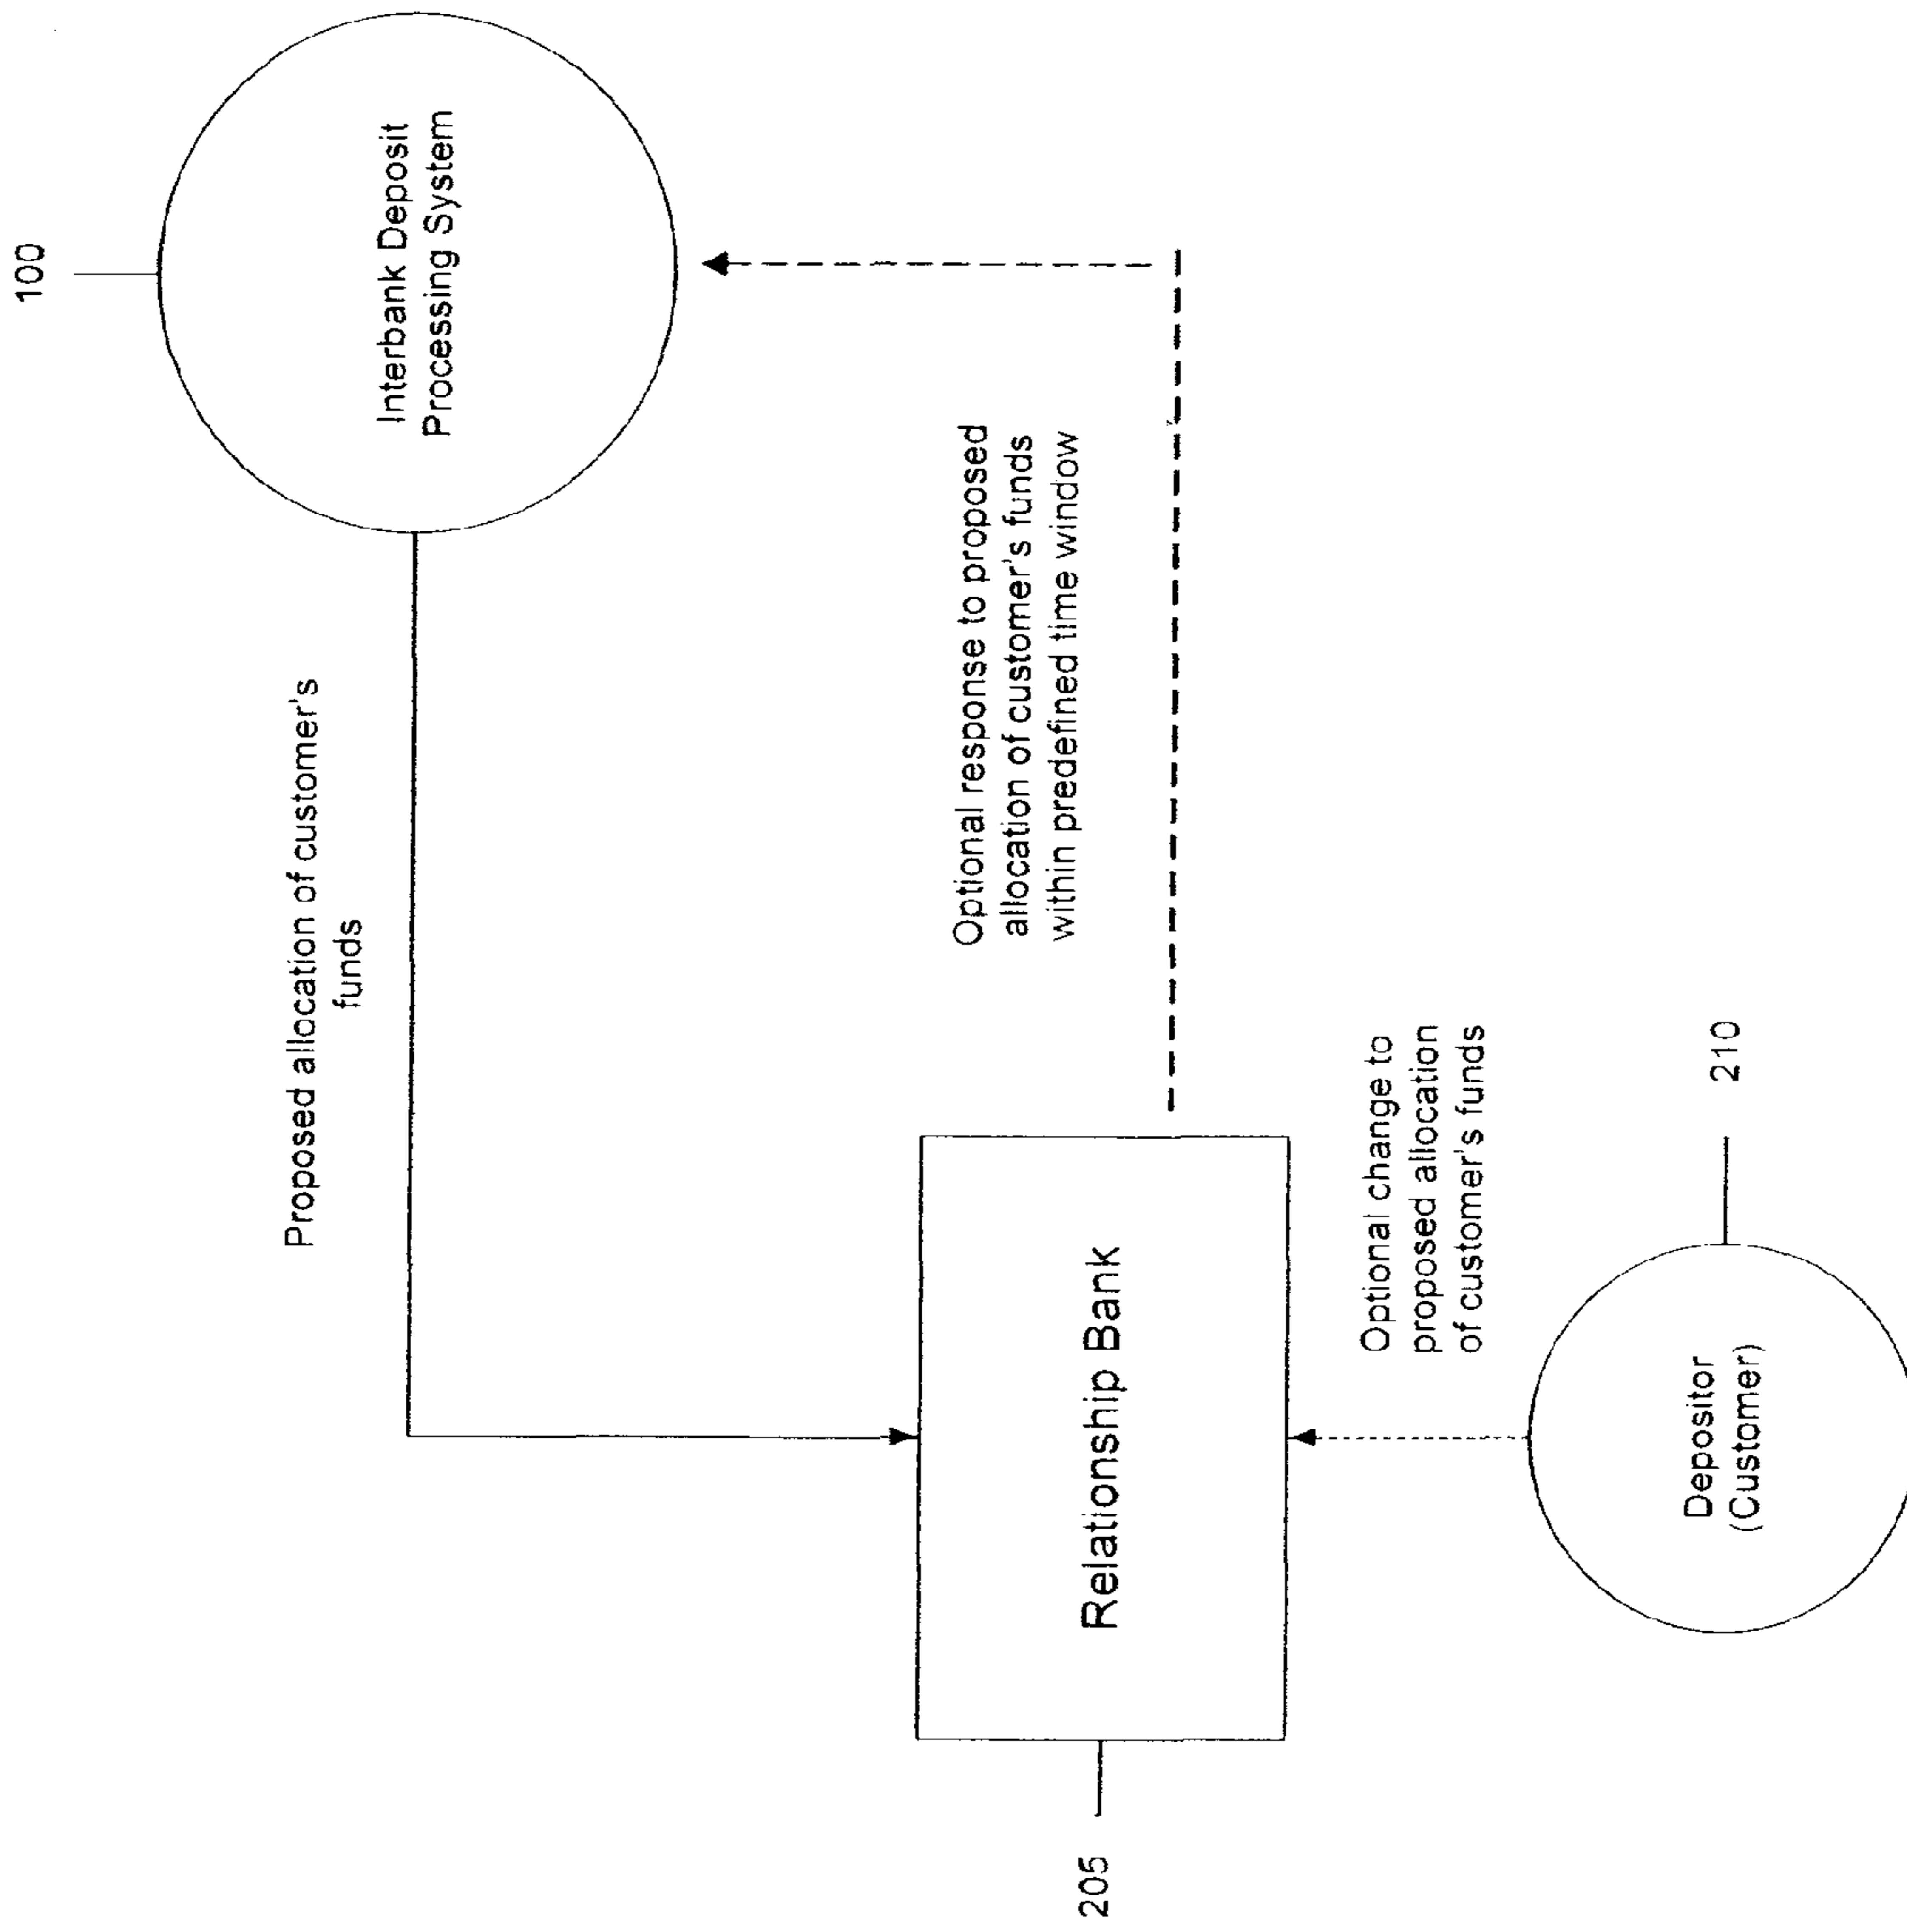 100
Interbank Deposit
Processing System
Proposed allocation of customer's
funds
Optional response to proposed
allocation of customer's funds
within predefined time window
Relationship Bank
205
Optional change to
proposed allocation
of customer's funds
Depositor
(Customer)
210